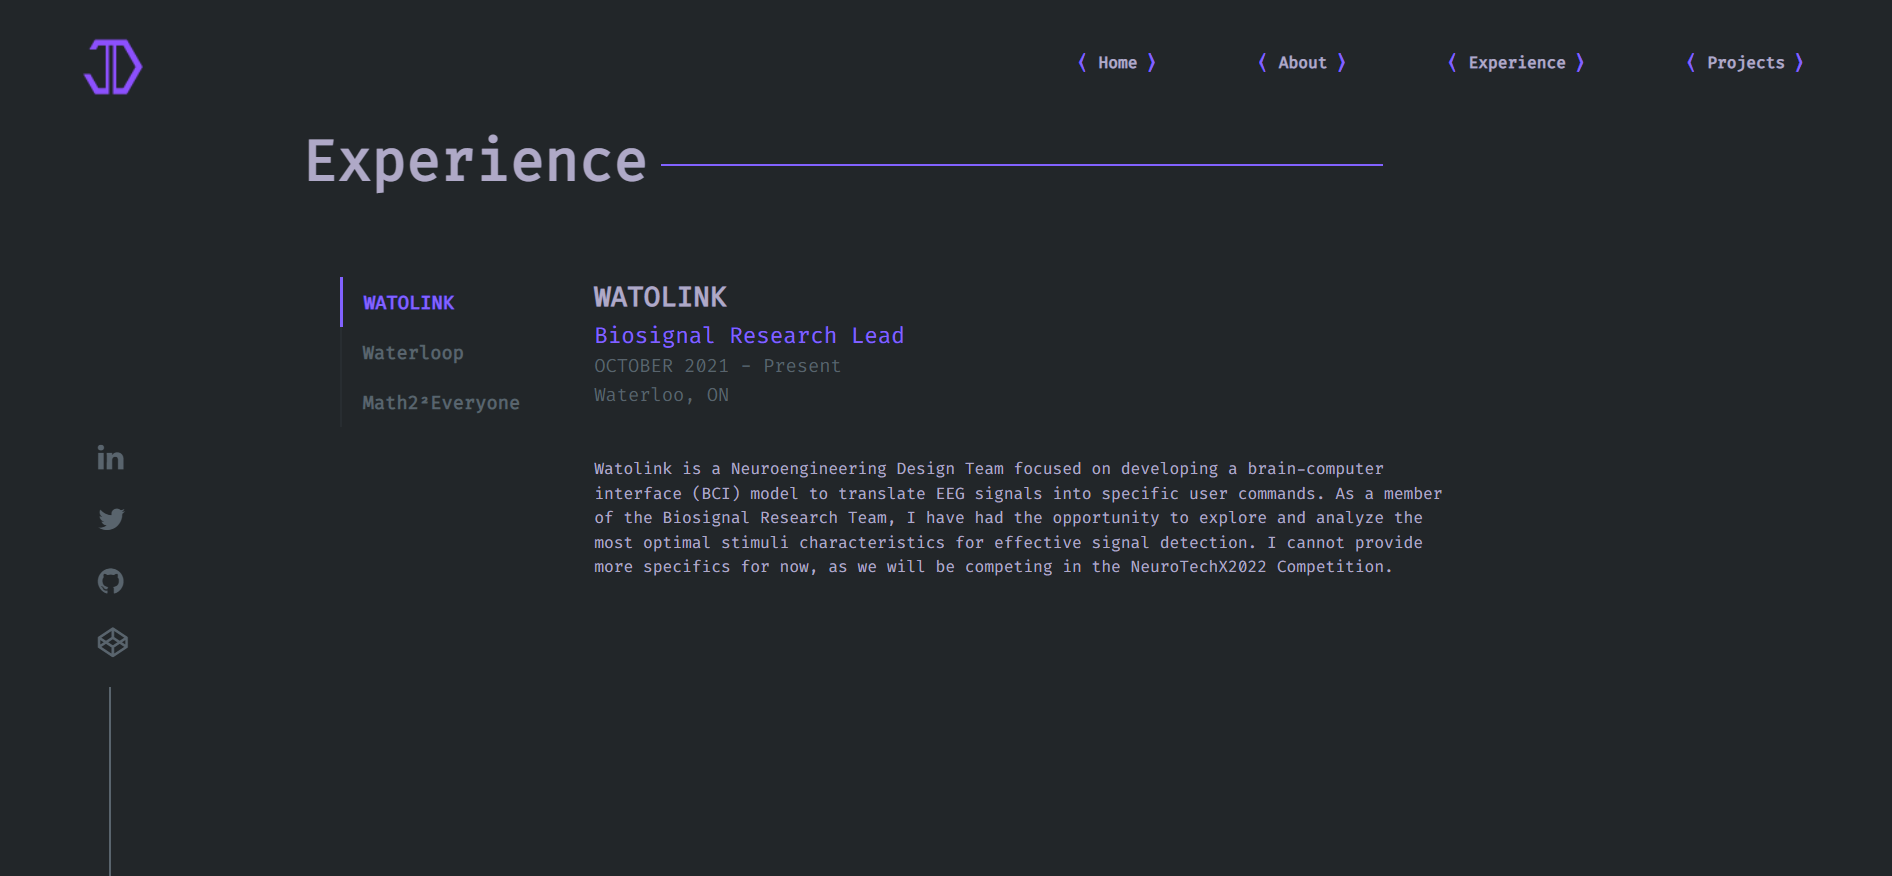 ❬ Home ❭ ❬ About ❭ ❬ Experience ❭ ❬ Projects ❭
Experience
WATOLINK
Waterloop
Math2²Everyone
WATOLINK
Biosignal Research Lead
OCTOBER 2021 - Present
Waterloo, ON
Watolink is a Neuroengineering Design Team focused on developing a brain-computer
interface (BCI) model to translate EEG signals into specific user commands. As a member
of the Biosignal Research Team, I have had the opportunity to explore and analyze the
most optimal stimuli characteristics for effective signal detection. I cannot provide
more specifics for now, as we will be competing in the NeuroTechX2022 Competition.